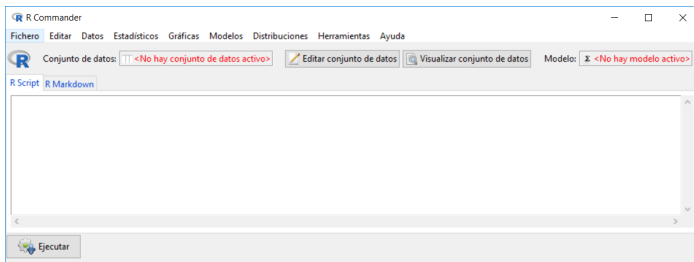 R Commander
Fichero Editar Datos Estadísticos Gráficas Modelos Distribuciones Herramientas Ayuda
R Conjunto de datos: <No hay conjunto de datos activo> Editar conjunto de datos Visualizar conjunto de datos Modelo: Σ <No hay modelo activo>
R Script R Markdown
Ejecutar